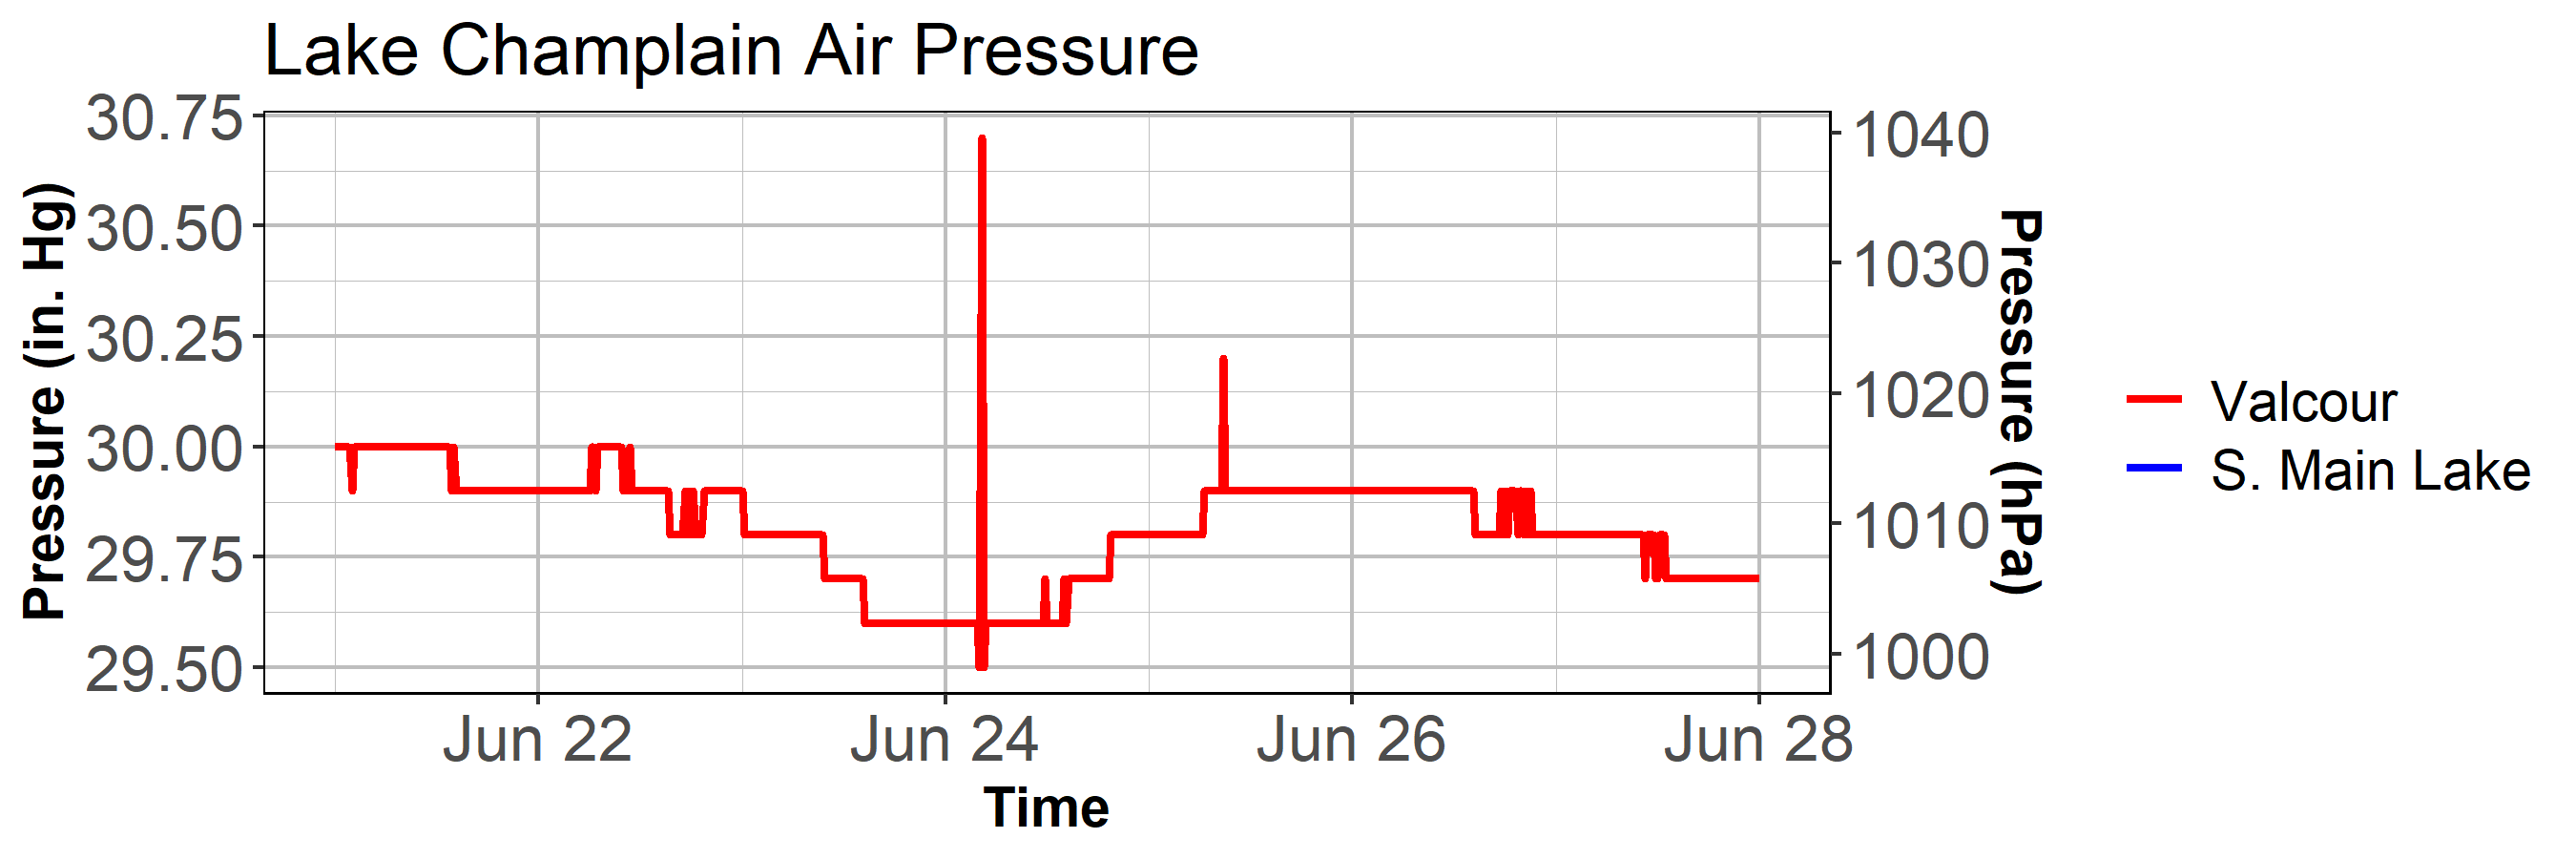 Lake Champlain Air Pressure
Pressure (in. Hg)
30.75
30.50
30.25
30.00
29.75
29.50
1040
1030
1020
1010
1000
Pressure (hPa)
Jun 22 Jun 24 Jun 26 Jun 28
Time
Valcour
S. Main Lake